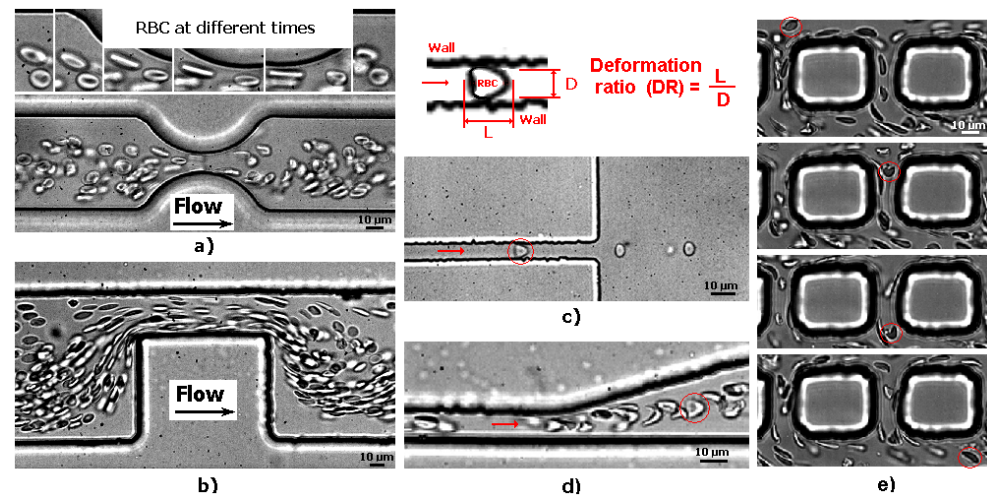 RBC at different times
Flow
10 µm
a)
Flow
10 µm
b)
Wall
RBC
D
L
Wall
Deformation
ratio (DR) = L
D
10 µm
c)
10 µm
d)
10 µm
e)